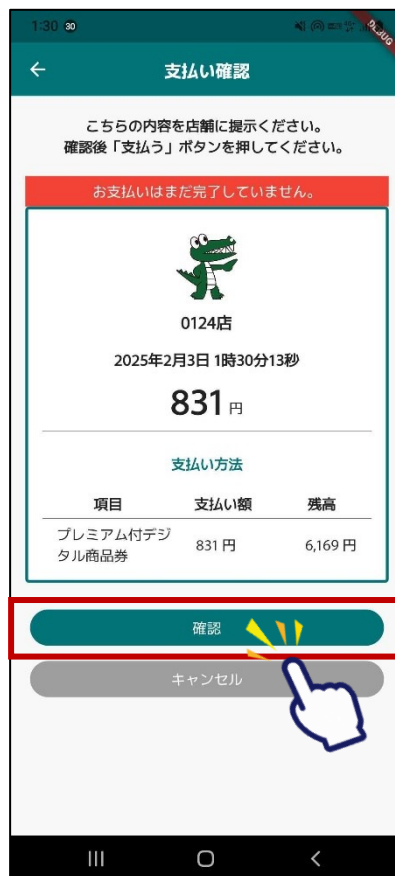 1:30 30
DEBUG
支払い確認
こちらの内容を店舗に提示ください。
確認後「支払う」ボタンを押してください。
お支払いはまだ完了していません。
0124店
2025年2月3日 1時30分13秒
831 円
支払い方法
項目 支払い額 残高
プレミアム付デジ
タル商品券
831 円 6,169 円
確認
キャンセル